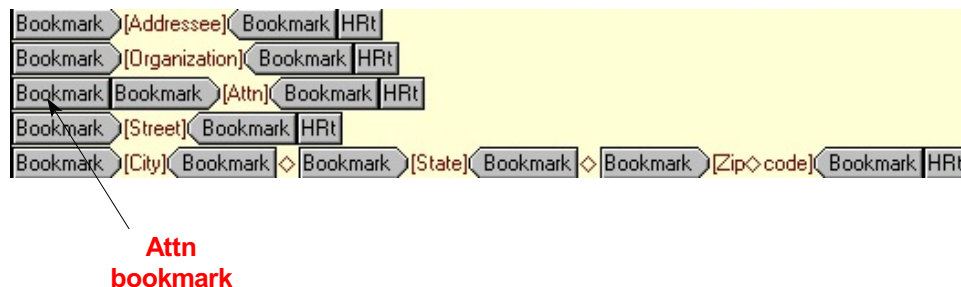 Bookmark [Addressee] Bookmark HRt
Bookmark [Organization] Bookmark HRt
Bookmark Bookmark [Attn] Bookmark HRt
Bookmark [Street] Bookmark HRt
Bookmark [City] Bookmark ◇ Bookmark [State] Bookmark ◇ Bookmark [Zip◇code] Bookmark HRt
Attn
bookmark